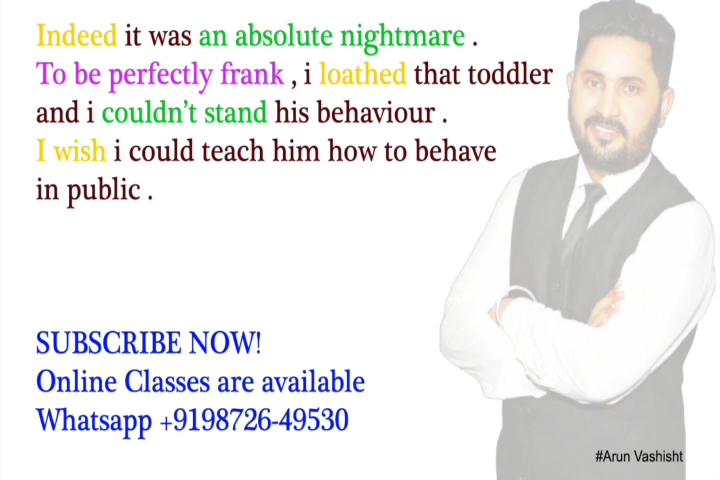 Indeed it was an absolute nightmare .
To be perfectly frank , i loathed that toddler
and i couldn't stand his behaviour .
I wish i could teach him how to behave
in public .
SUBSCRIBE NOW!
Online Classes are available
Whatsapp +9198726-49530
#Arun Vashisht